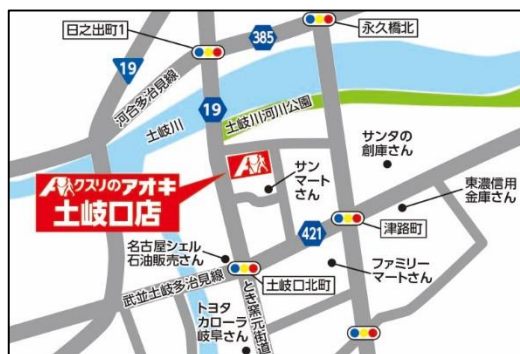 日之出町1
385
永久橋北
19
河合多治見線
土岐川
19
土岐川河川公園
サンタの
創庫さん
クスリのアオキ
土岐口店
サン
マート
さん
東濃信用
金庫さん
421
津路町
名古屋シェル
石油販売さん
ファミリー
マートさん
武並土岐多治見線
土岐口北町
トヨタ
カローラ
岐阜さん
とき窯元街道